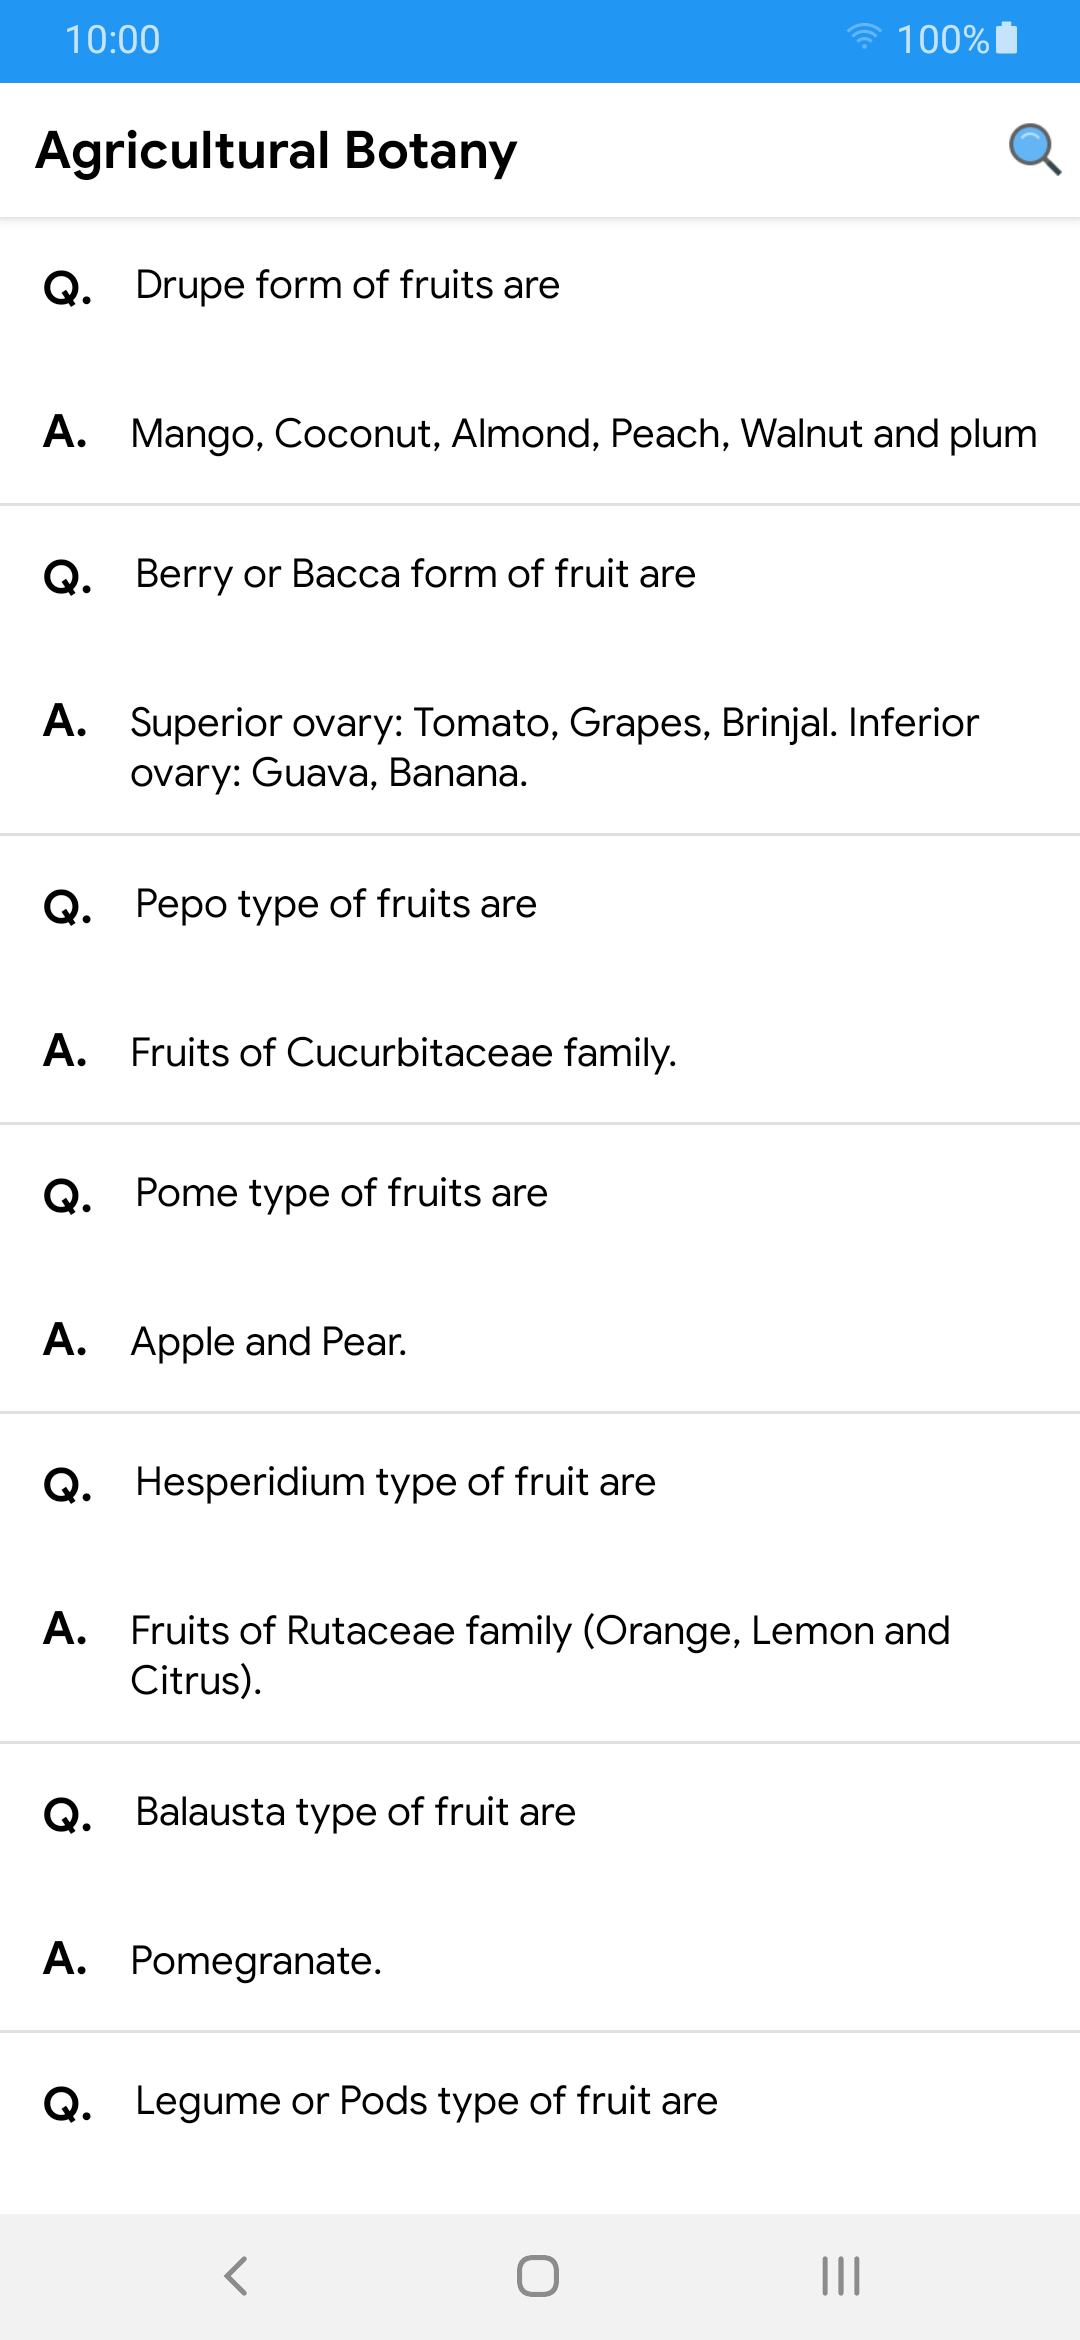 10:00
100%
Agricultural Botany
Q. Drupe form of fruits are
A. Mango, Coconut, Almond, Peach, Walnut and plum
Q. Berry or Bacca form of fruit are
A. Superior ovary: Tomato, Grapes, Brinjal. Inferior
ovary: Guava, Banana.
Q. Pepo type of fruits are
A. Fruits of Cucurbitaceae family.
Q. Pome type of fruits are
A. Apple and Pear.
Q. Hesperidium type of fruit are
A. Fruits of Rutaceae family (Orange, Lemon and
Citrus).
Q. Balausta type of fruit are
A. Pomegranate.
Q. Legume or Pods type of fruit are